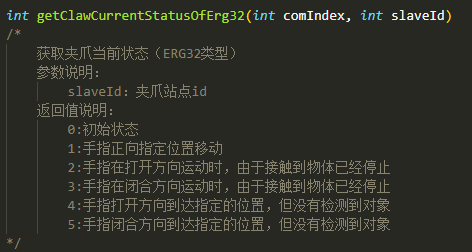 int getClawCurrentStatusOfErg32(int comIndex, int slaveId)
/*
获取夹爪当前状态（ERG32类型）
参数说明：
slaveId：夹爪站点id
返回值说明：
0:初始状态
1:手指正向指定位置移动
2:手指在打开方向运动时，由于接触到物体已经停止
3:手指在闭合方向运动时，由于接触到物体已经停止
4:手指打开方向到达指定的位置，但没有检测到对象
5:手指闭合方向到达指定的位置，但没有检测到对象
*/